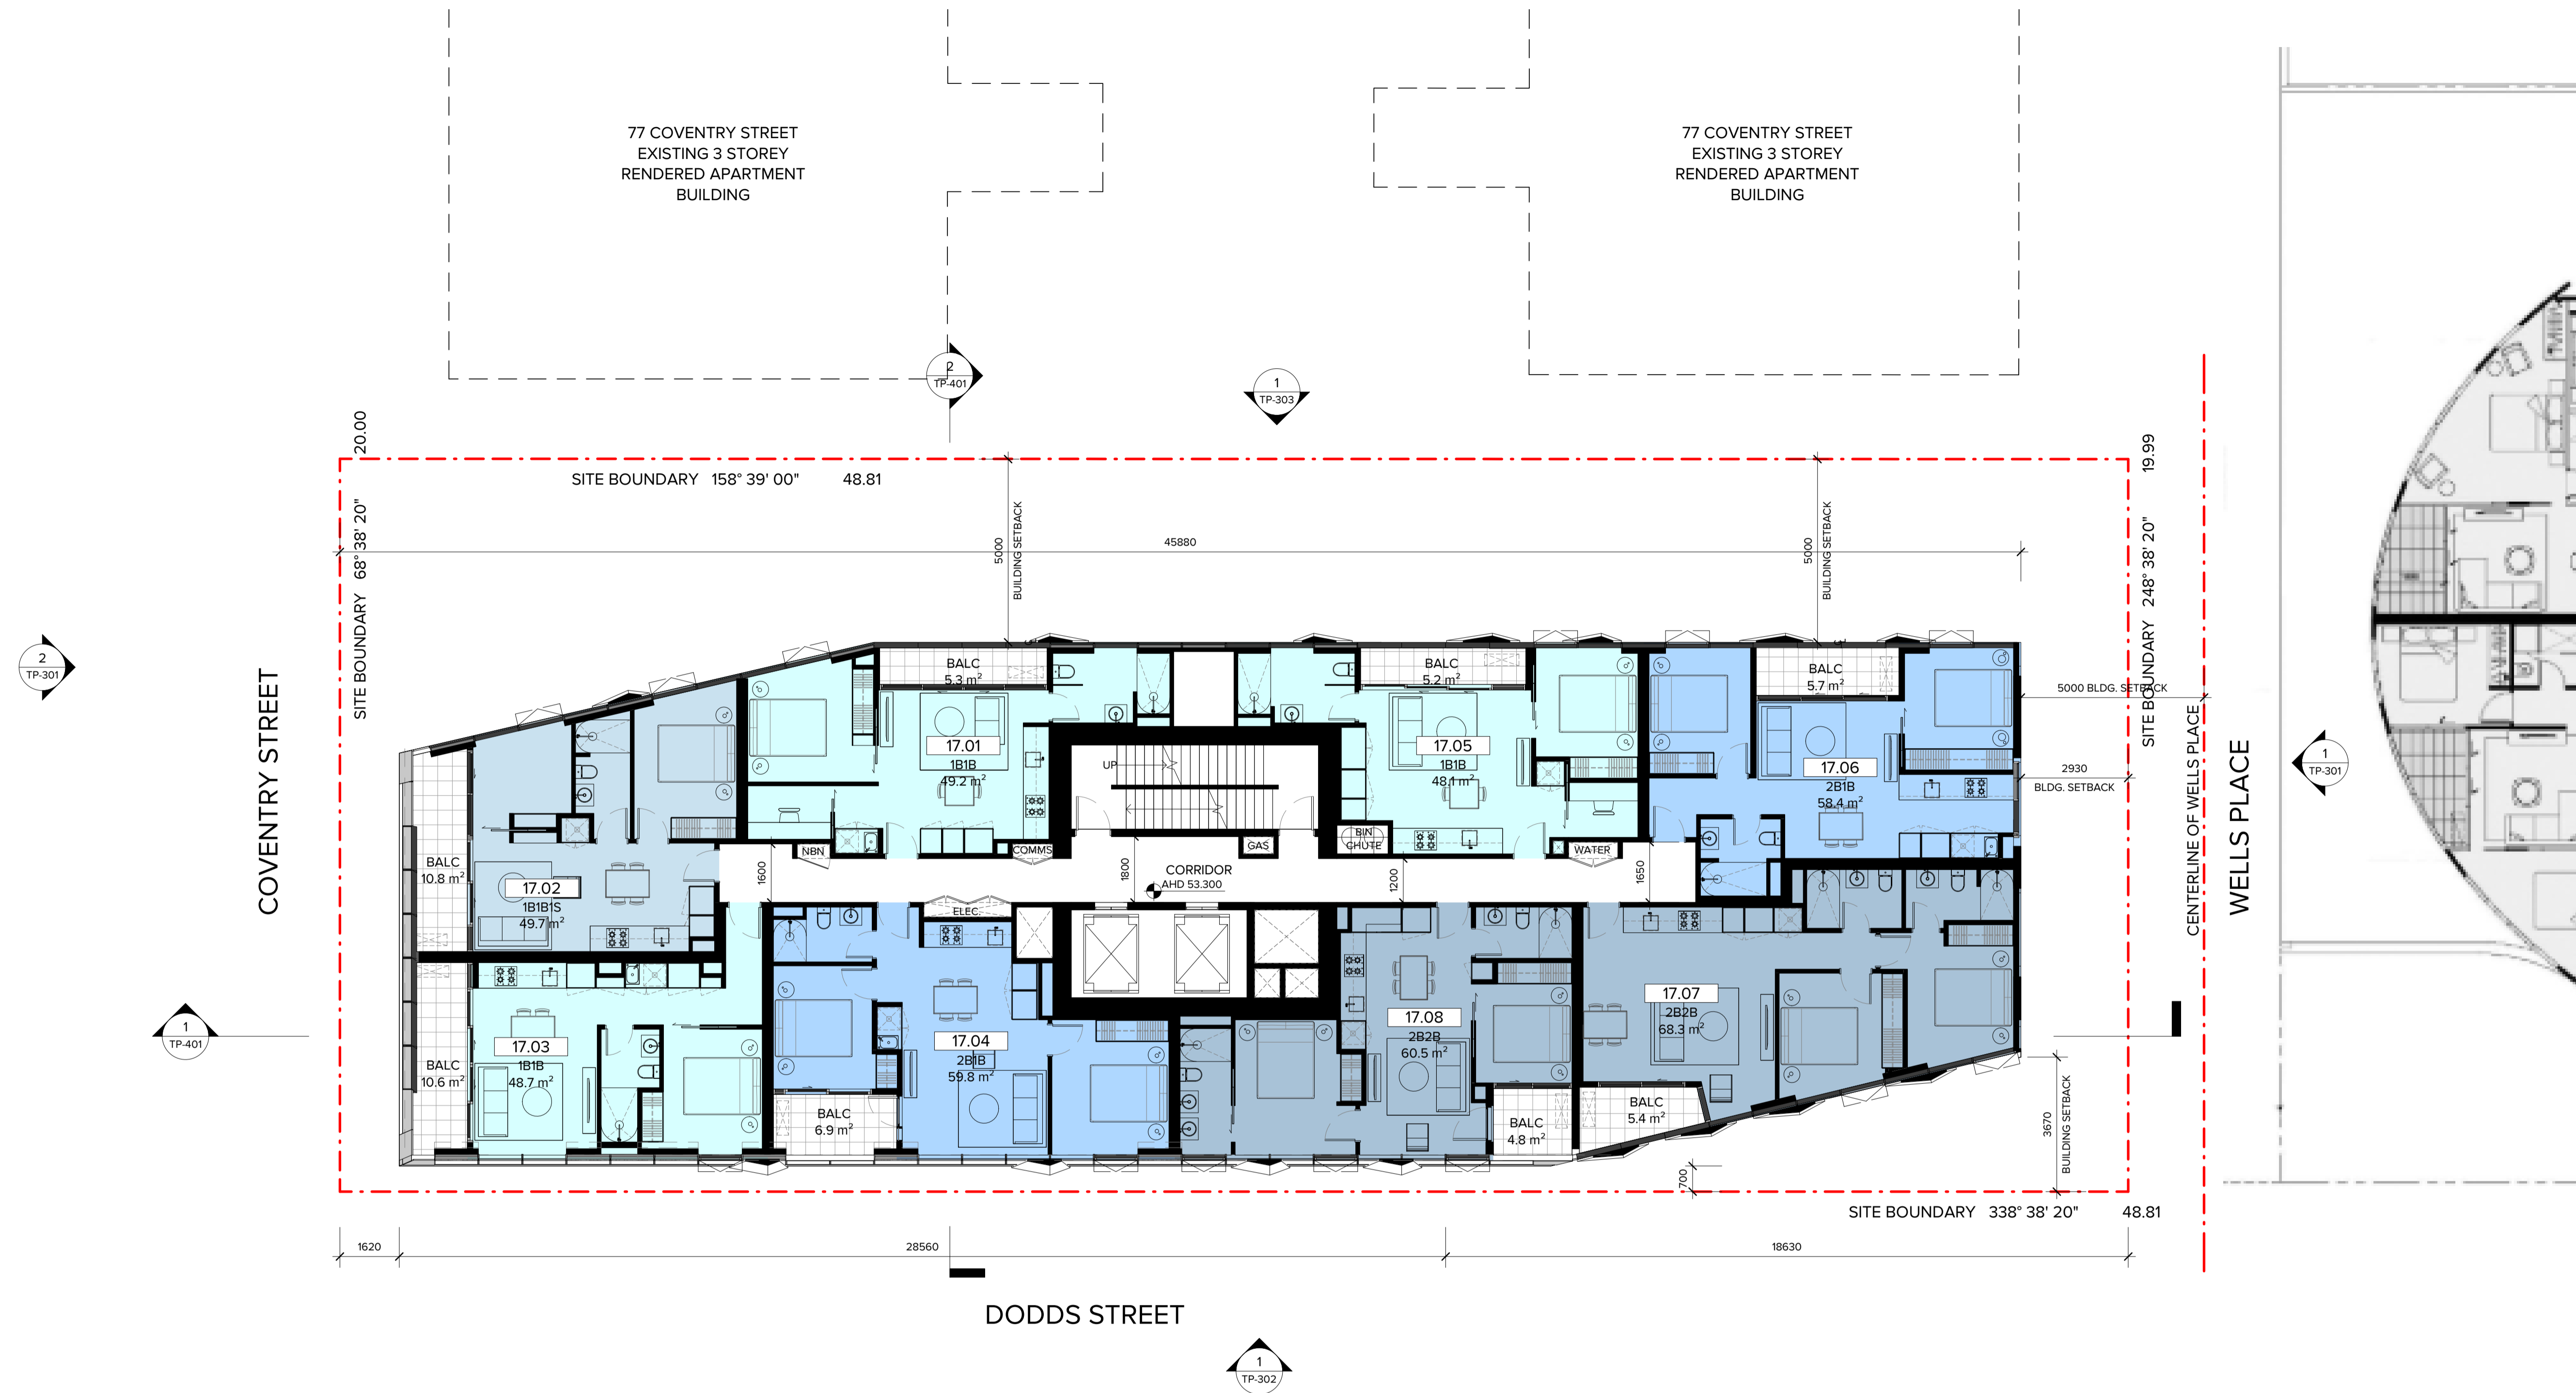 77 COVENTRY STREET
EXISTING 3 STOREY
RENDERED APARTMENT
BUILDING
77 COVENTRY STREET
EXISTING 3 STOREY
RENDERED APARTMENT
BUILDING
2
TP-401
1
TP-303
20.00
19.99
SITE BOUNDARY 158° 39' 00" 48.81
SITE BOUNDARY 68° 38' 20"
SITE BOUNDARY 248° 38' 20"
45880
5000
BUILDING SETBACK
5000
BUILDING SETBACK
2
TP-301
COVENTRY STREET
BALC
5.3 m²
BALC
5.2 m²
BALC
5.7 m²
5000 BLDG. SETBACK
17.01
1B1B
49.2 m²
UP
17.05
1B1B
48.1 m²
17.06
2B1B
58.4 m²
2930
BLDG. SETBACK
CENTERLINE OF WELLS PLACE
WELLS PLACE
1
TP-301
NBN
COMMS
GAS
BIN
CHUTE
WATER
BALC
10.8 m²
17.02
1B1B1S
49.7 m²
1600
1800
CORRIDOR
AHD 53.300
1200
1650
ELEC.
1
TP-401
BALC
10.6 m²
17.03
1B1B
48.7 m²
17.04
2B1B
59.8 m²
17.08
2B2B
60.5 m²
17.07
2B2B
68.3 m²
BALC
6.9 m²
BALC
4.8 m²
BALC
5.4 m²
3670
BUILDING SETBACK
700
SITE BOUNDARY 338° 38' 20" 48.81
1620
28560
18630
DODDS STREET
1
TP-302